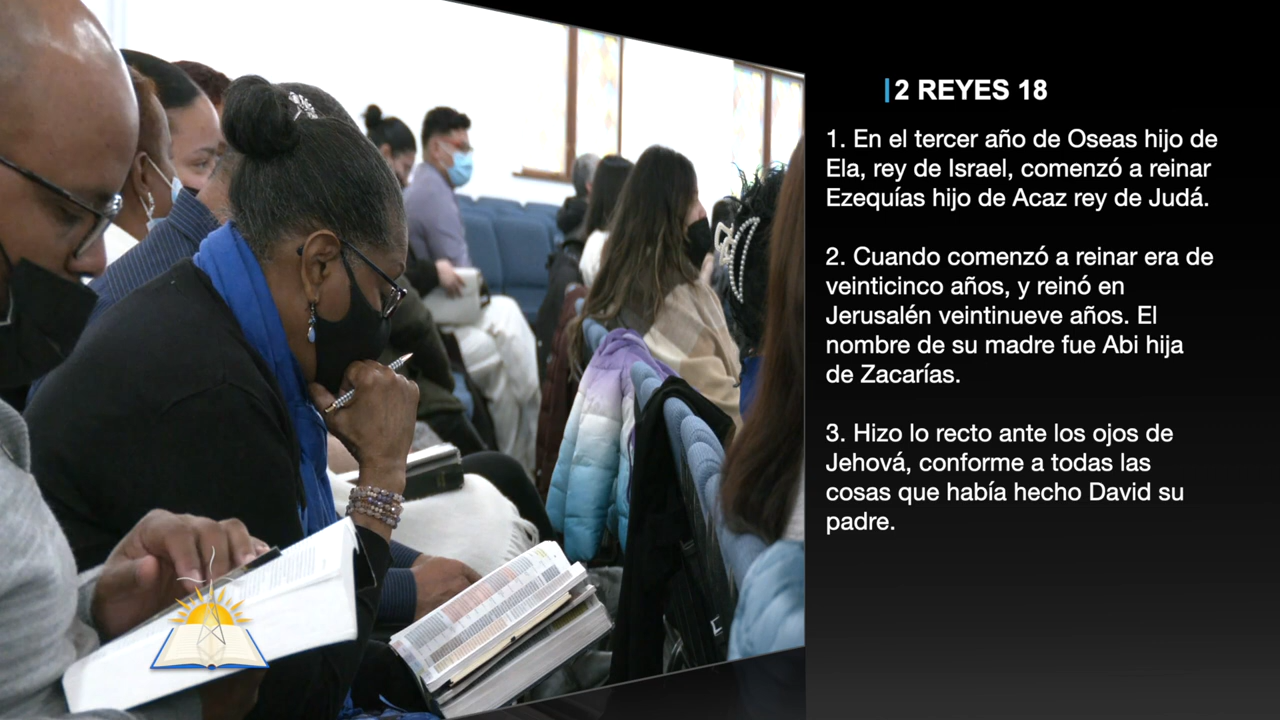 2 REYES 18
1. En el tercer año de Oseas hijo de
Ela, rey de Israel, comenzó a reinar
Ezequías hijo de Acaz rey de Judá.
2. Cuando comenzó a reinar era de
veinticinco años, y reinó en
Jerusalén veintinueve años. El
nombre de su madre fue Abi hija
de Zacarías.
3. Hizo lo recto ante los ojos de
Jehová, conforme a todas las
cosas que había hecho David su
padre.